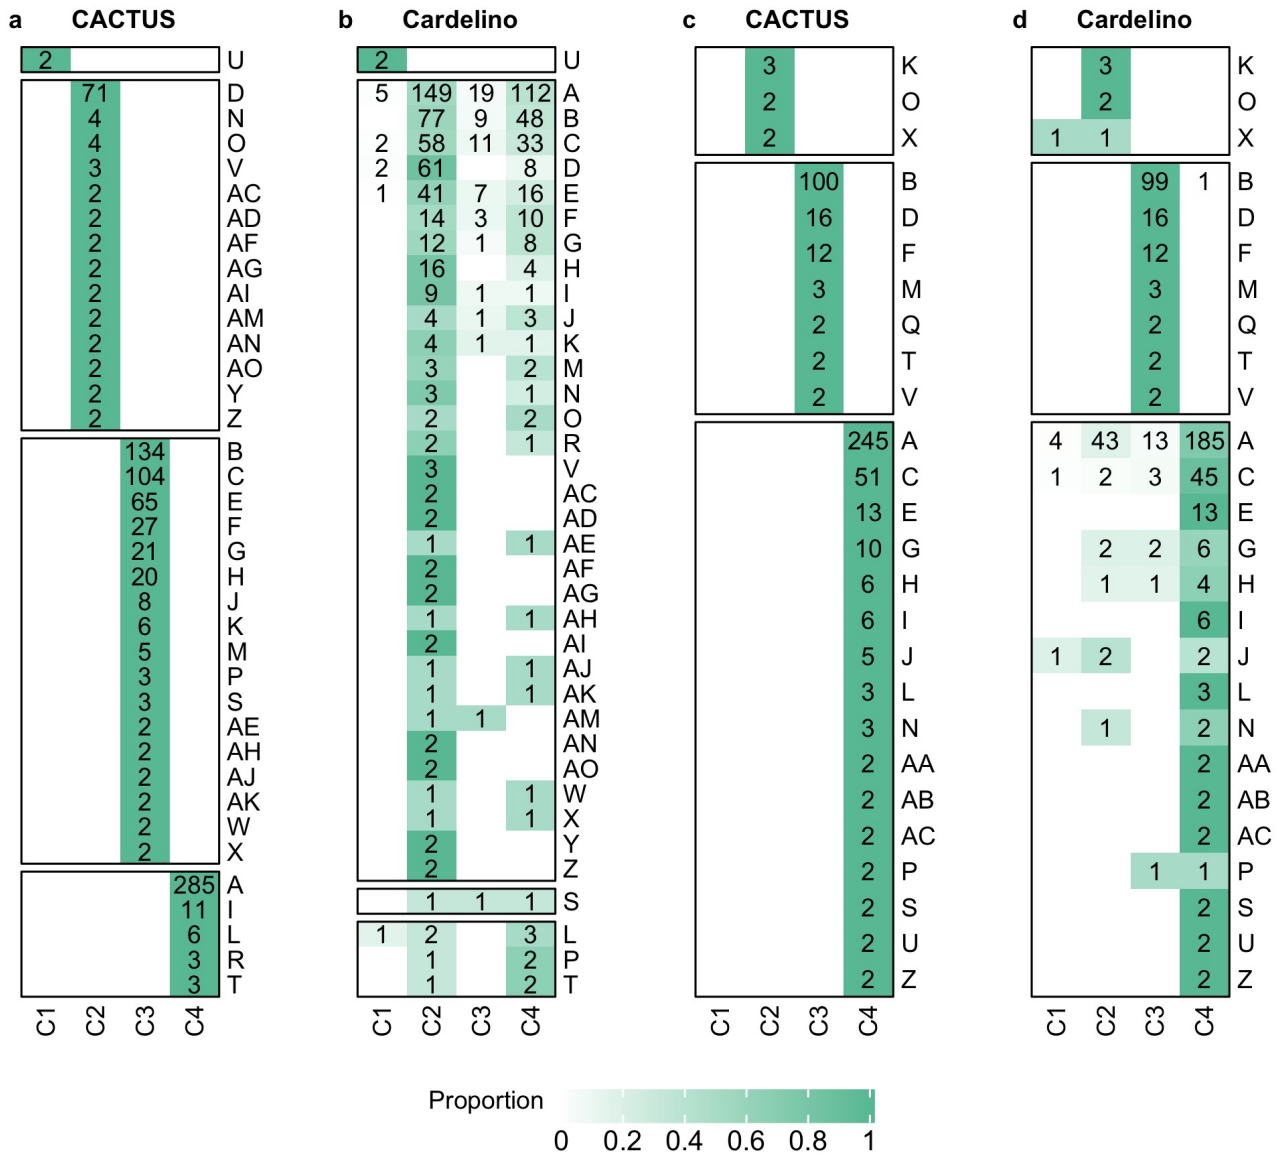 a CACTUS b Cardelino c CACTUS d Cardelino
2 U
71 D
4 N
4 O
3 V
2 AC
2 AD
2 AF
2 AG
2 AI
2 AM
2 AN
2 AO
2 Y
2 Z
134 B
104 C
65 E
27 F
21 G
20 H
8 J
6 K
5 M
3 P
3 S
2 AE
2 AH
2 AJ
2 AK
2 W
2 X
285 A
11 I
6 L
3 R
3 T
C1 C2 C3 C4
2 U
5 149 19 112 A
77 9 48 B
2 58 11 33 C
2 61 8 D
1 41 7 16 E
14 3 10 F
12 1 8 G
16 4 H
9 1 1 I
4 1 3 J
4 1 1 K
3 2 M
3 1 N
2 2 O
2 1 R
3 V
2 AC
2 AD
1 1 AE
2 AF
2 AG
1 1 AH
2 AI
1 1 AJ
1 1 AK
1 1 AM
2 AN
2 AO
1 1 W
1 1 X
2 Y
2 Z
1 1 1 S
1 2 3 L
1 2 P
1 2 T
C1 C2 C3 C4
3 K
2 O
2 X
100 B
16 D
12 F
3 M
2 Q
2 T
2 V
245 A
51 C
13 E
10 G
6 H
6 I
5 J
3 L
3 N
2 AA
2 AB
2 AC
2 P
2 S
2 U
2 Z
C1 C2 C3 C4
3 K
2 O
1 1 X
99 1 B
16 D
12 F
3 M
2 Q
2 T
2 V
4 43 13 185 A
1 2 3 45 C
13 E
2 2 6 G
1 1 4 H
6 I
1 2 2 J
3 L
1 2 N
2 AA
2 AB
2 AC
1 1 P
2 S
2 U
2 Z
C1 C2 C3 C4
Proportion
0 0.2 0.4 0.6 0.8 1